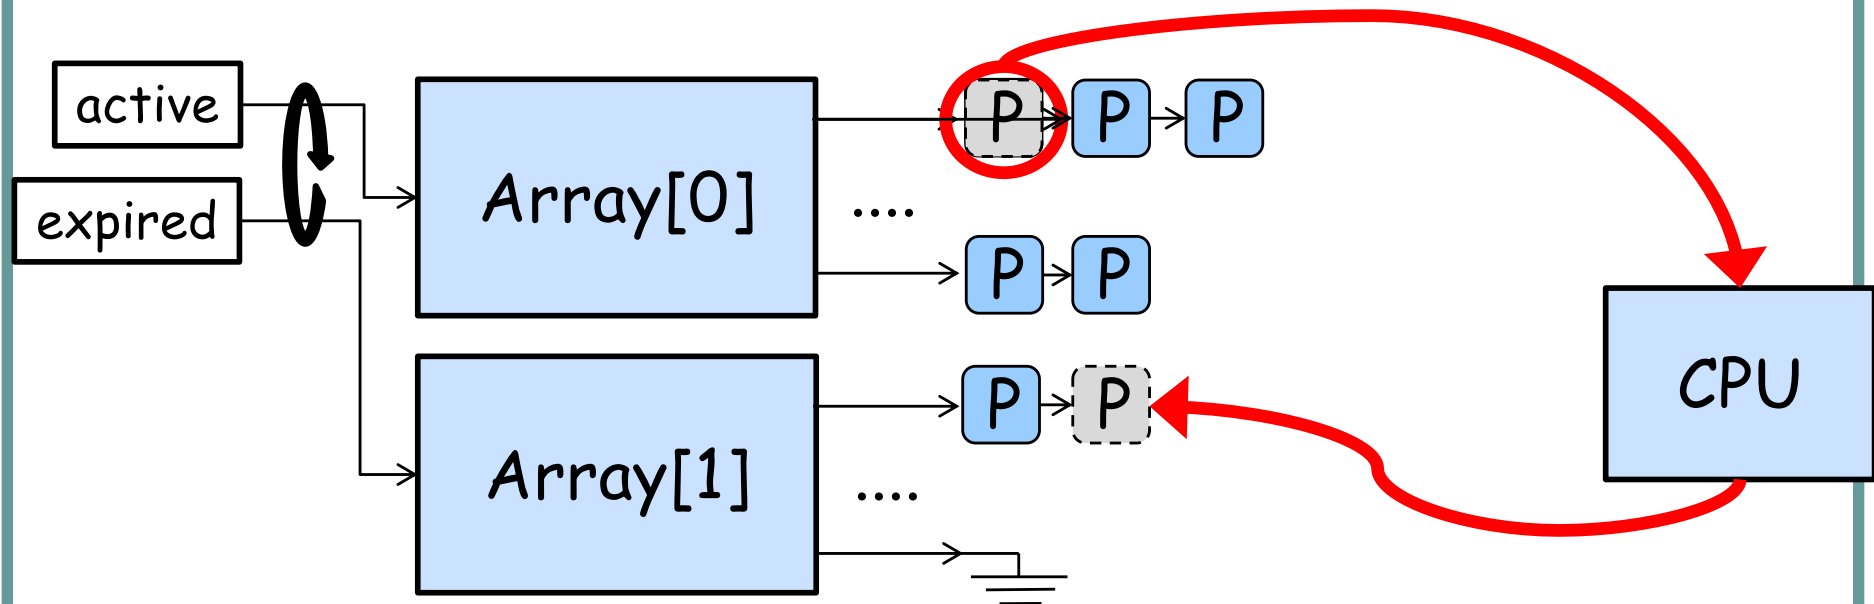 active
expired
Array[0]
P P P
....
P P
Array[1]
P P
....
CPU